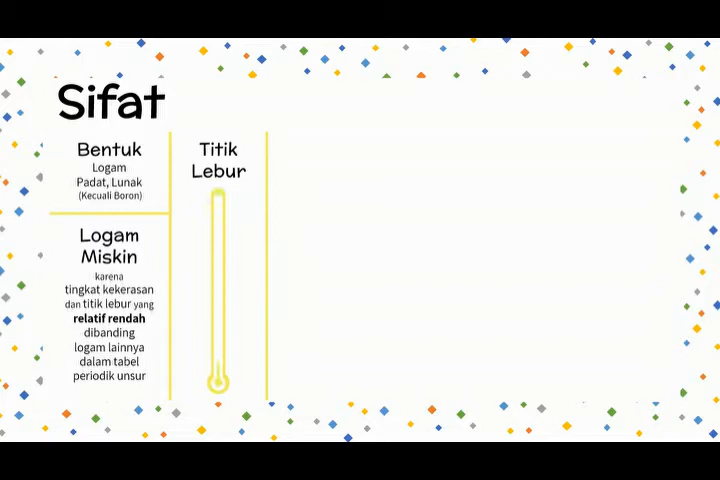 Sifat
Bentuk
Logam
Padat, Lunak
(Kecuali Boron)
Logam
Miskin
karena
tingkat kekerasan
dan titik lebur yang
relatif rendah
dibanding
logam lainnya
dalam tabel
periodik unsur
Titik
Lebur